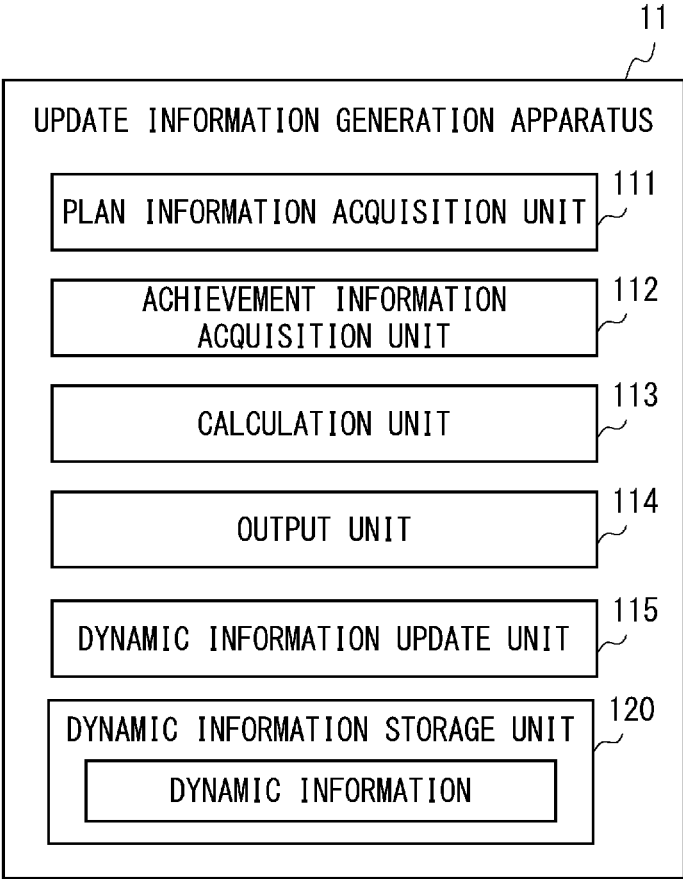 11
UPDATE INFORMATION GENERATION APPARATUS
PLAN INFORMATION ACQUISITION UNIT
111
ACHIEVEMENT INFORMATION
ACQUISITION UNIT
112
CALCULATION UNIT
113
OUTPUT UNIT
114
DYNAMIC INFORMATION UPDATE UNIT
115
DYNAMIC INFORMATION STORAGE UNIT
120
DYNAMIC INFORMATION